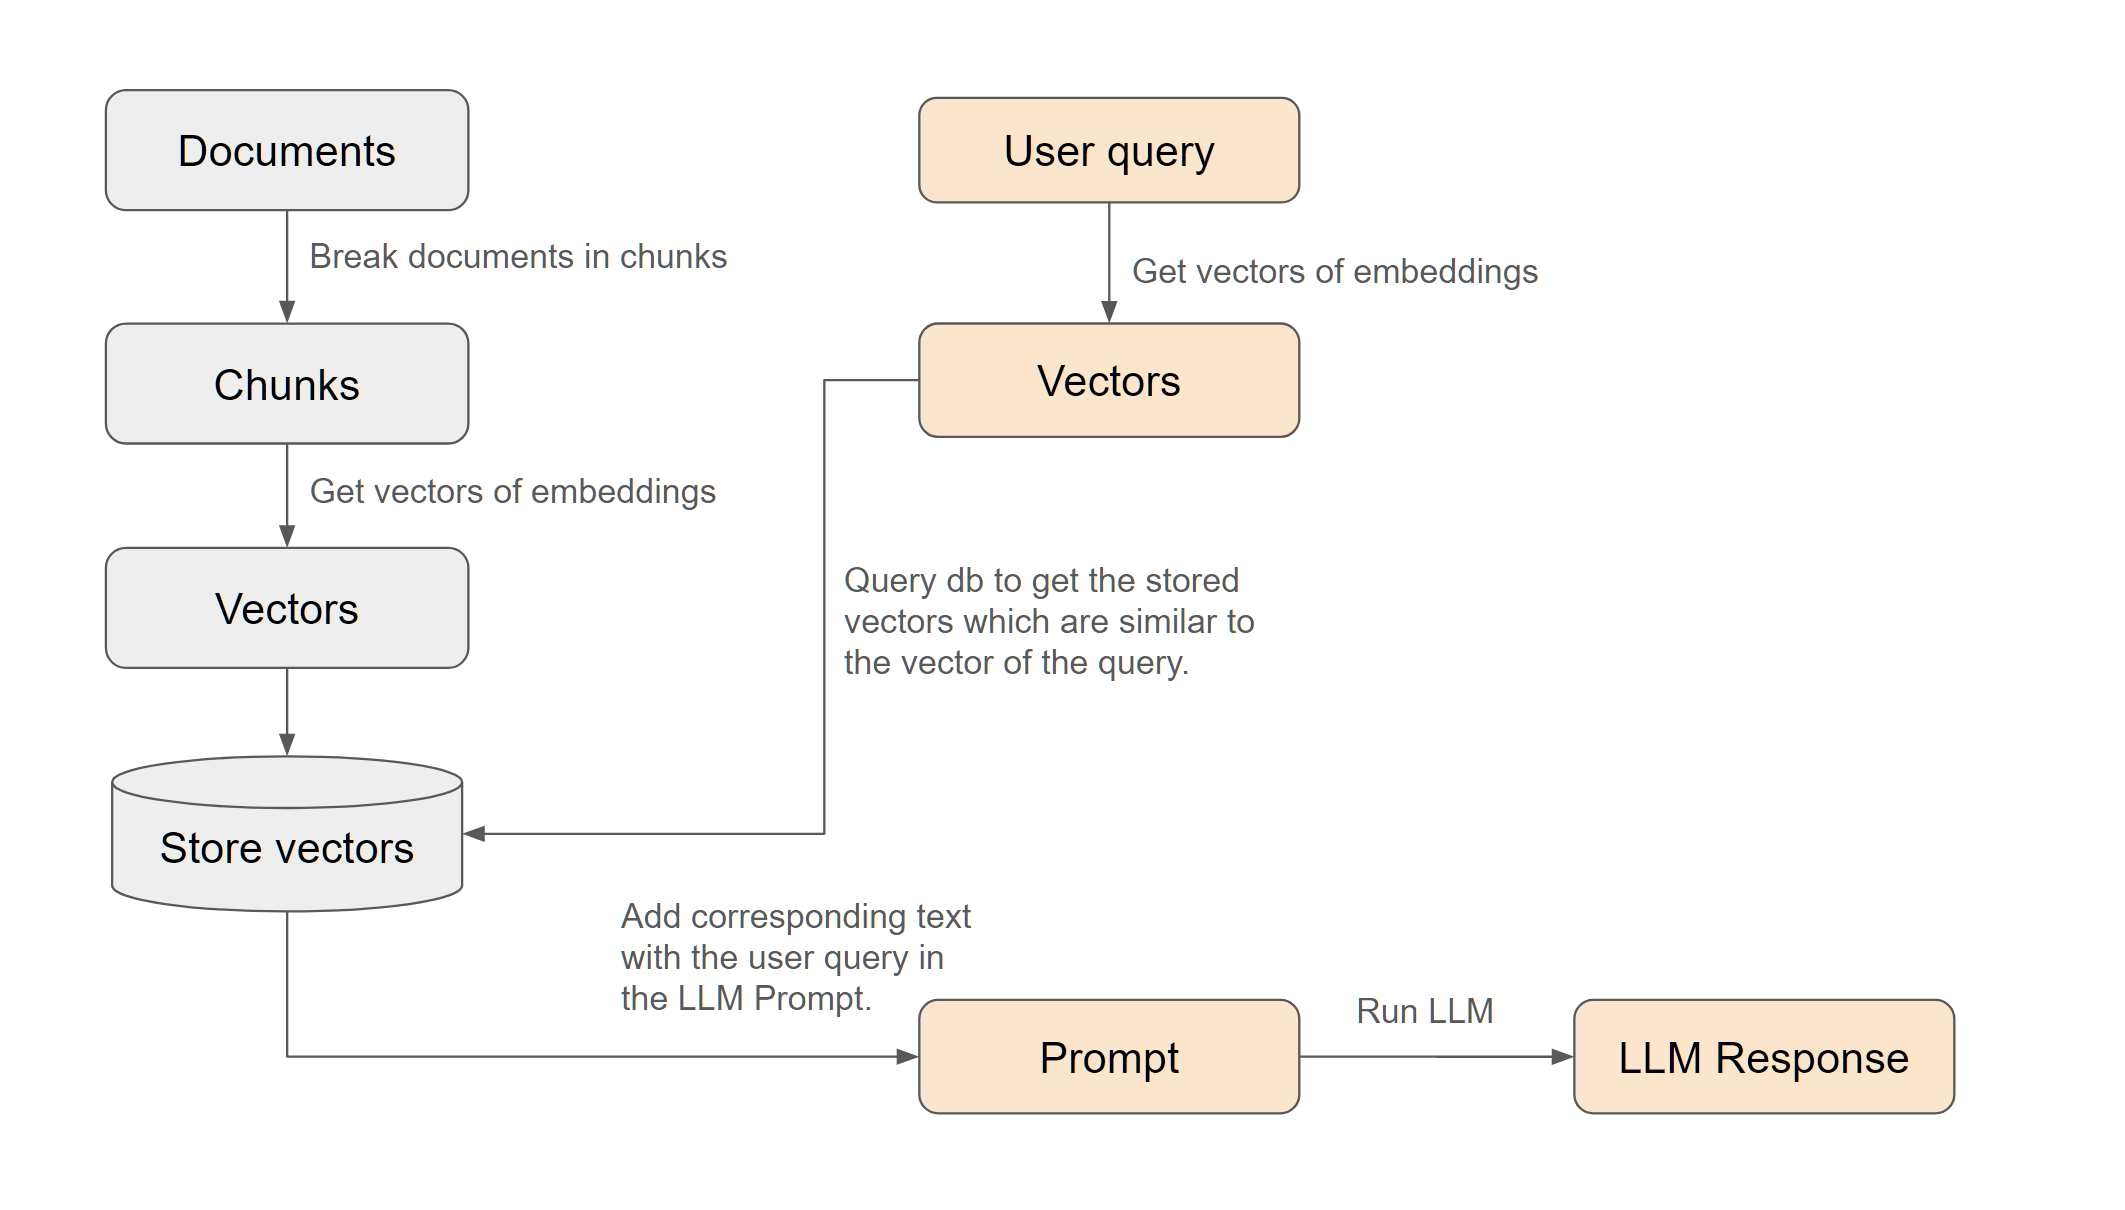 Documents
User query
Break documents in chunks
Get vectors of embeddings
Chunks
Vectors
Get vectors of embeddings
Vectors
Query db to get the stored
vectors which are similar to
the vector of the query.
Store vectors
Add corresponding text
with the user query in
the LLM Prompt.
Prompt
Run LLM
LLM Response